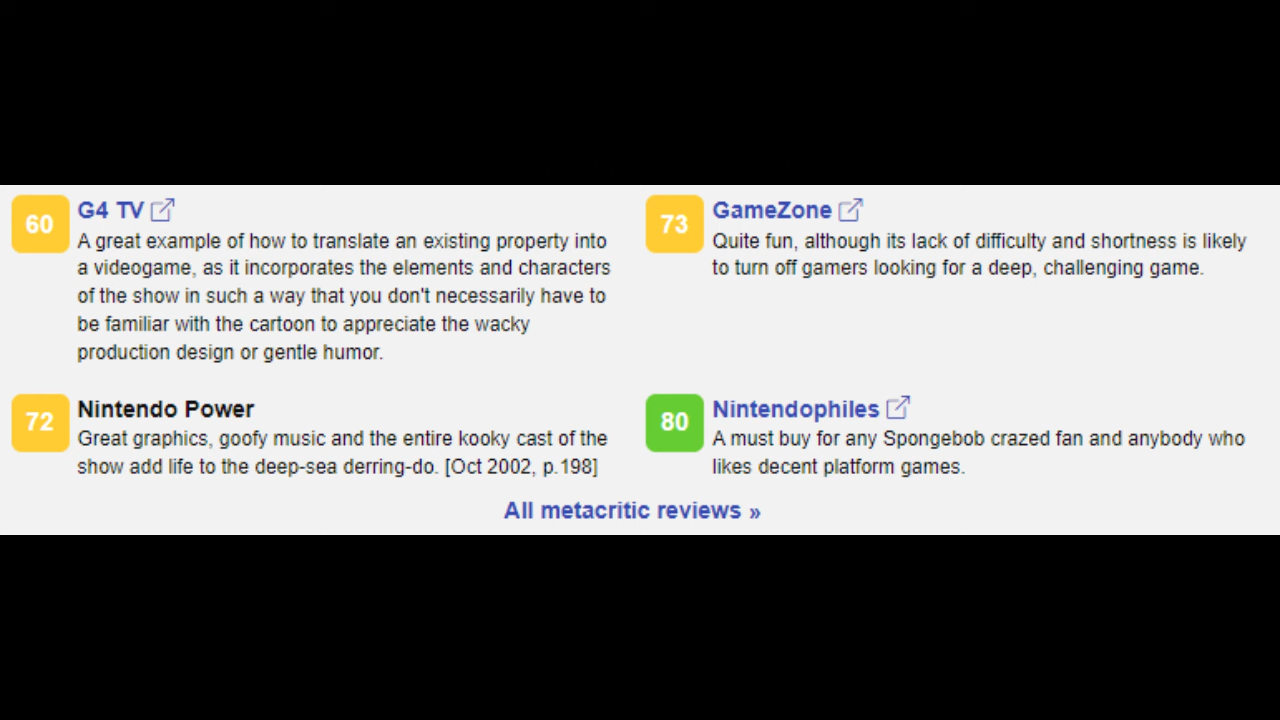 60
G4 TV
A great example of how to translate an existing property into
a videogame, as it incorporates the elements and characters
of the show in such a way that you don't necessarily have to
be familiar with the cartoon to appreciate the wacky
production design or gentle humor.
73
GameZone
Quite fun, although its lack of difficulty and shortness is likely
to turn off gamers looking for a deep, challenging game.
72
Nintendo Power
Great graphics, goofy music and the entire kooky cast of the
show add life to the deep-sea derring-do. [Oct 2002, p.198]
80
Nintendophiles
A must buy for any Spongebob crazed fan and anybody who
likes decent platform games.
All metacritic reviews »